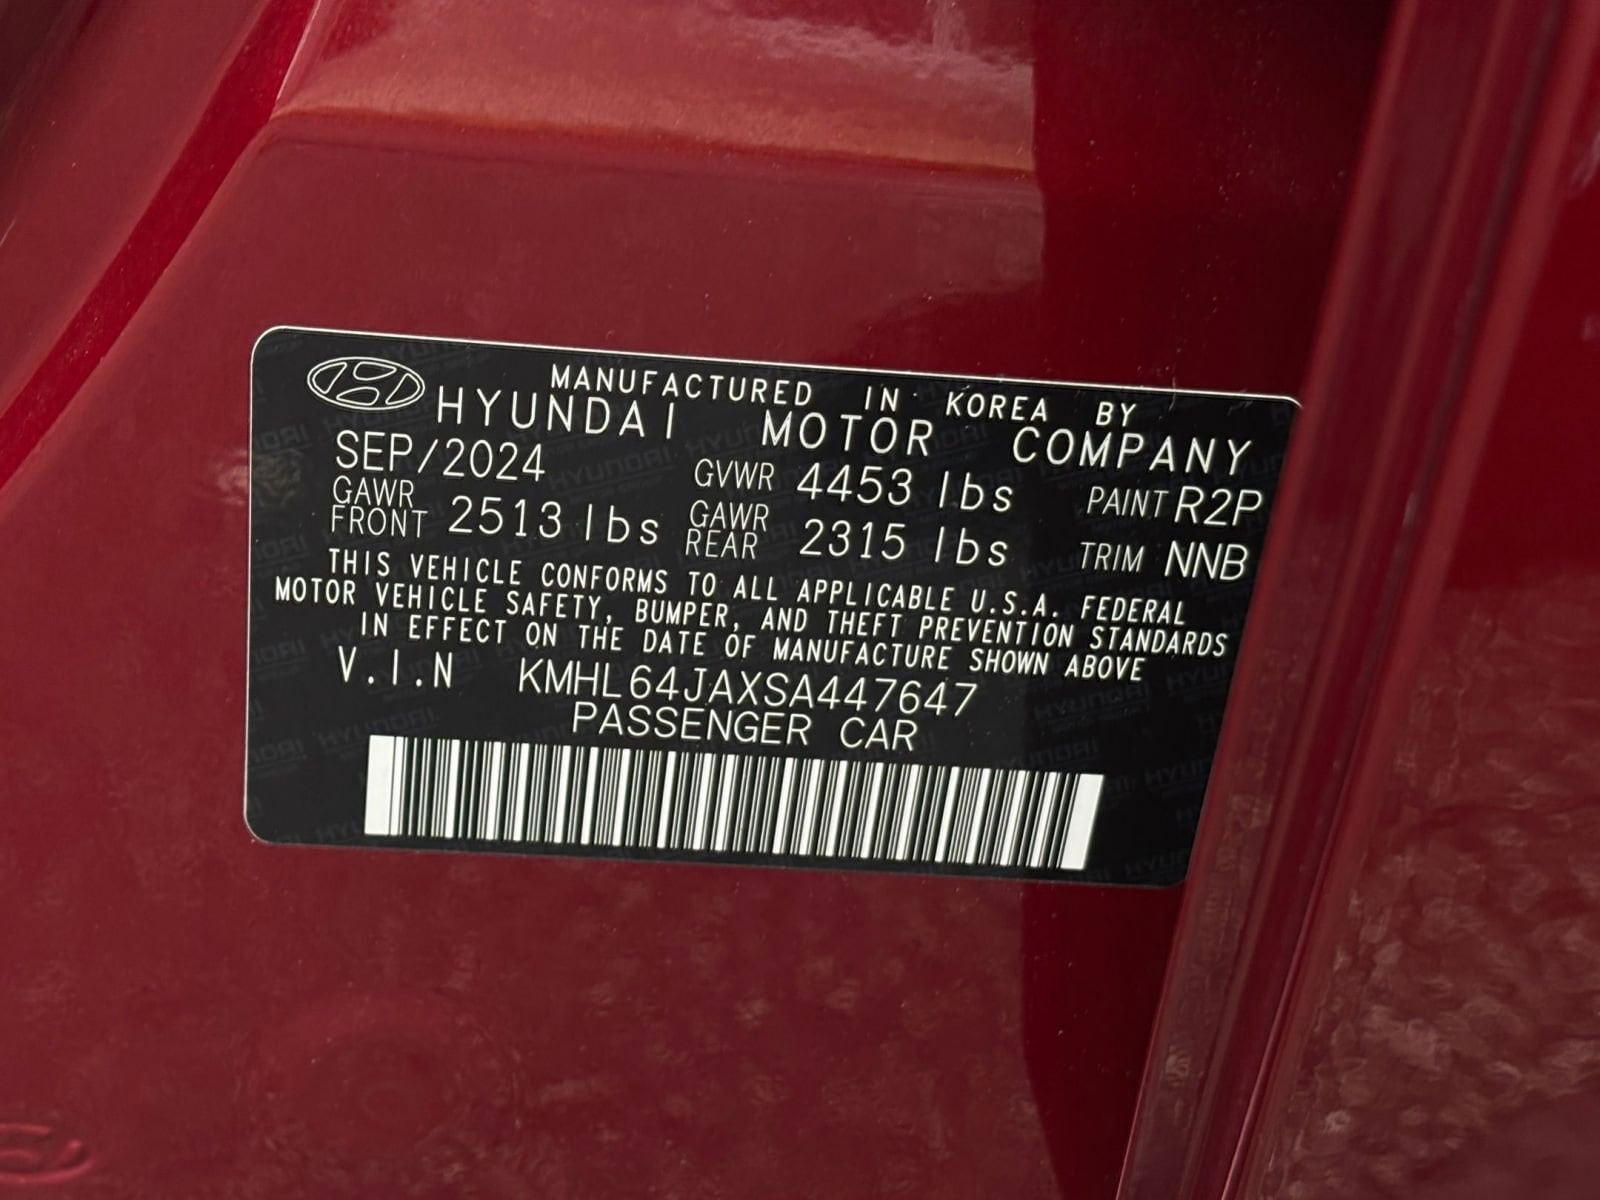 MANUFACTURED IN KOREA BY
HYUNDAI MOTOR COMPANY
SEP/2024 GVWR 4453 lbs PAINT R2P
GAWR FRONT 2513 lbs GAWR REAR 2315 lbs TRIM NNB
THIS VEHICLE CONFORMS TO ALL APPLICABLE U.S.A. FEDERAL
MOTOR VEHICLE SAFETY, BUMPER, AND THEFT PREVENTION STANDARDS
IN EFFECT ON THE DATE OF MANUFACTURE SHOWN ABOVE
V.I.N KMHL64JAXSA447647
PASSENGER CAR